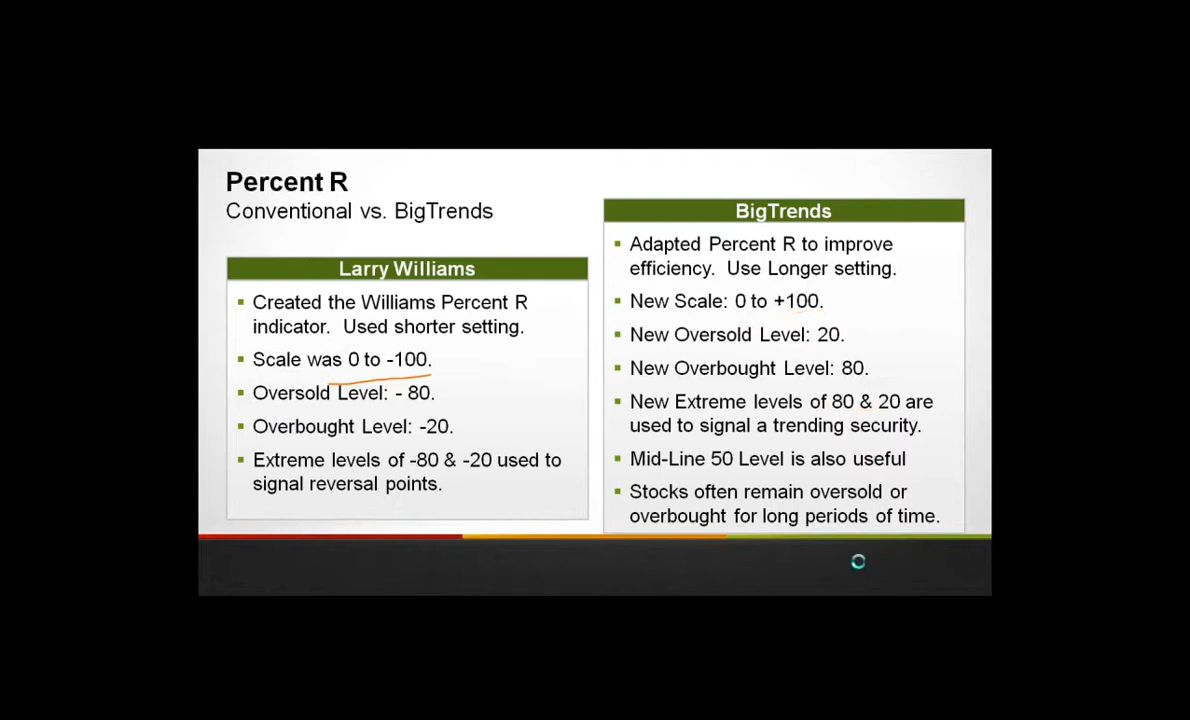 Percent R
Conventional vs. BigTrends
Larry Williams
Created the Williams Percent R
indicator. Used shorter setting.
Scale was 0 to -100.
Oversold Level: - 80.
Overbought Level: -20.
Extreme levels of -80 & -20 used to
signal reversal points.
BigTrends
Adapted Percent R to improve
efficiency. Use Longer setting.
New Scale: 0 to +100.
New Oversold Level: 20.
New Overbought Level: 80.
New Extreme levels of 80 & 20 are
used to signal a trending security.
Mid-Line 50 Level is also useful
Stocks often remain oversold or
overbought for long periods of time.